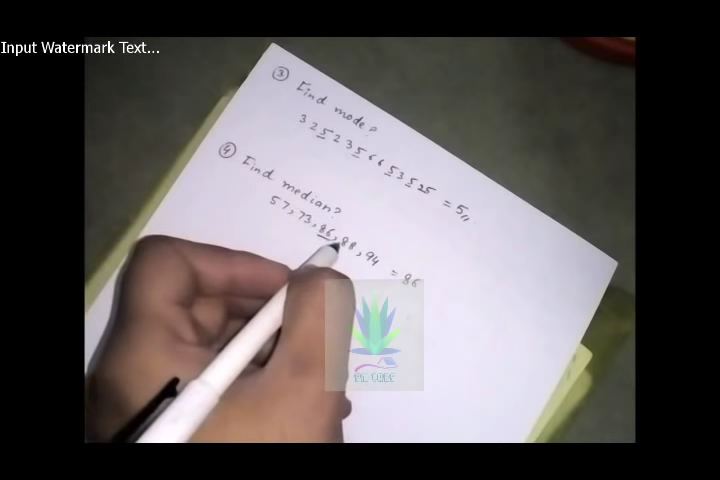 Input Watermark Text...
③ Find mode?
3 2 5 2 3 5 6 6 5 3 5 2 5 = 5,,
④ Find median?
57, 73, 86, 88, 94 = 86